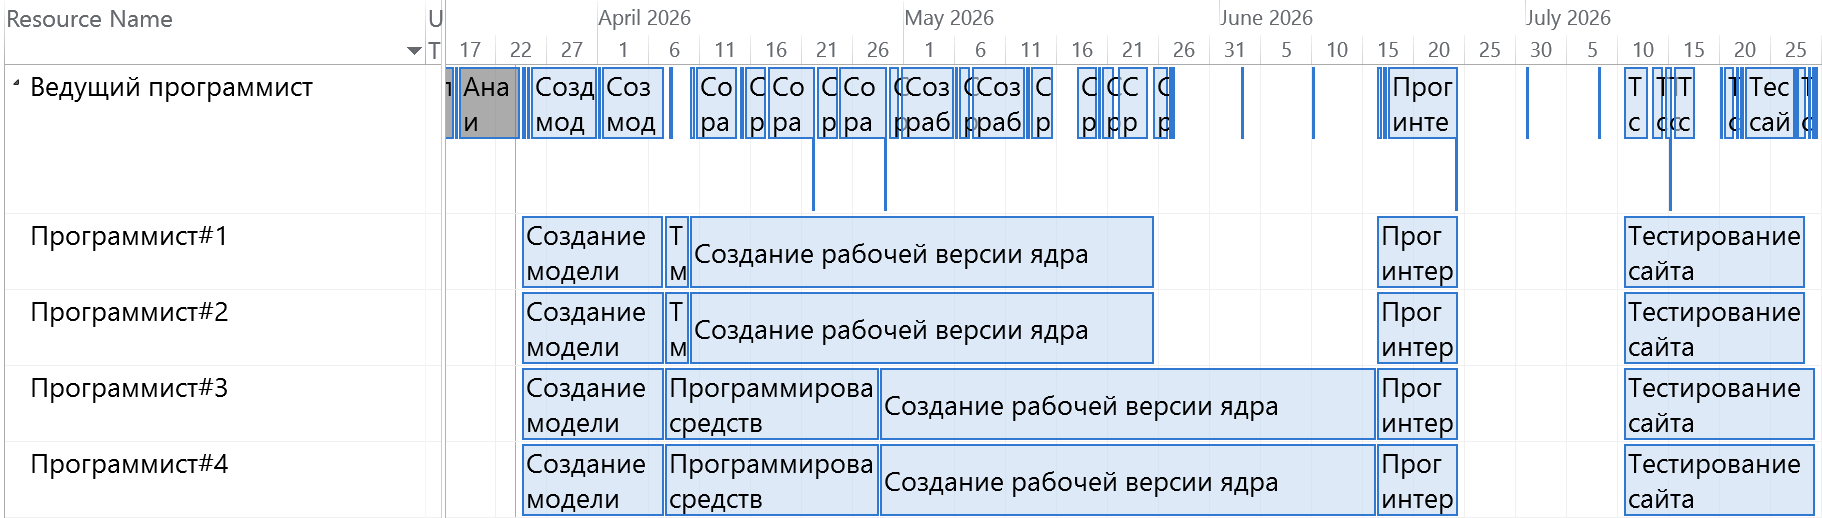 Resource Name U April 2026 May 2026 June 2026 July 2026
T 17 22 27 1 6 11 16 21 26 1 6 11 16 21 26 31 5 10 15 20 25 30 5 10 15 20 25
Ведущий программист Ана Созд Соз Со С Со С Со С Соз С Соз С С С С С Прог Т Т Т Т Тес Т
и мод мод ра р ра р ра р раб р раб р р р р р инте с с с с сай с
Программист#1 Создание Т Создание рабочей версии ядра Прог Тестирование
модели м интер сайта
Программист#2 Создание Т Создание рабочей версии ядра Прог Тестирование
модели м интер сайта
Программист#3 Создание Программирова Создание рабочей версии ядра Прог Тестирование
модели средств интер сайта
Программист#4 Создание Программирова Создание рабочей версии ядра Прог Тестирование
модели средств интер сайта